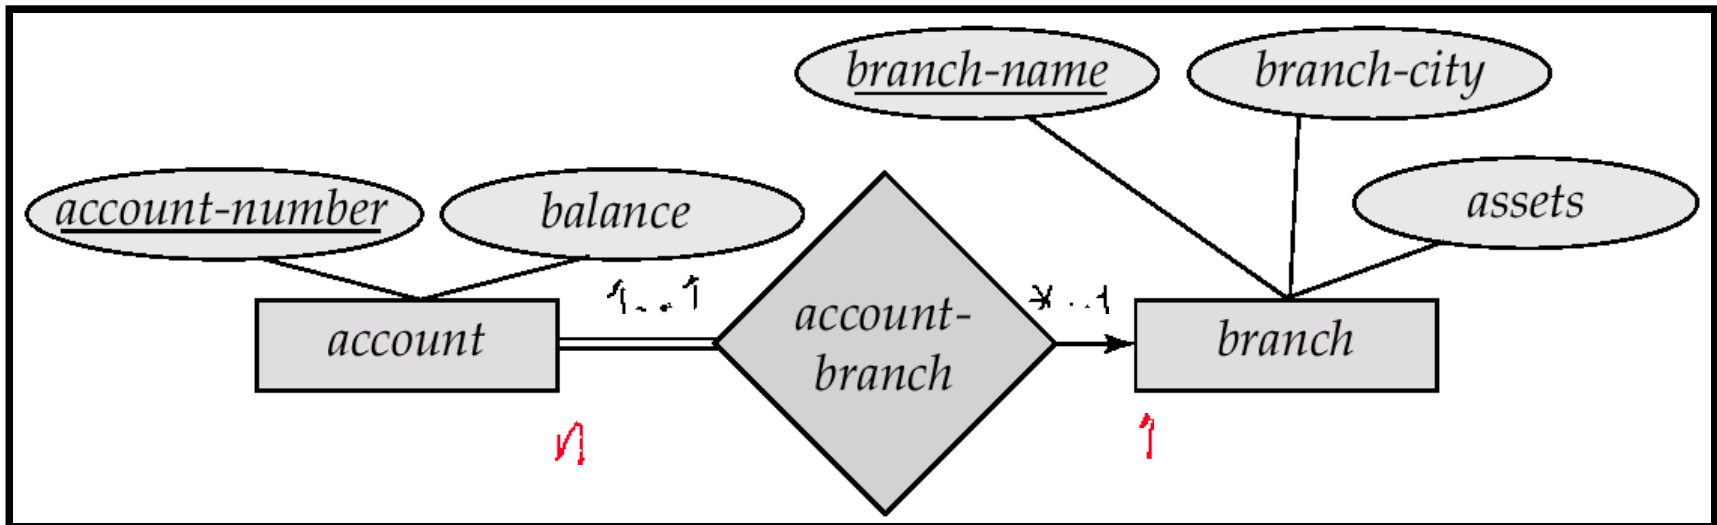 branch-name branch-city
account-number balance assets
1..1 *..1
account account- branch
branch
N 1